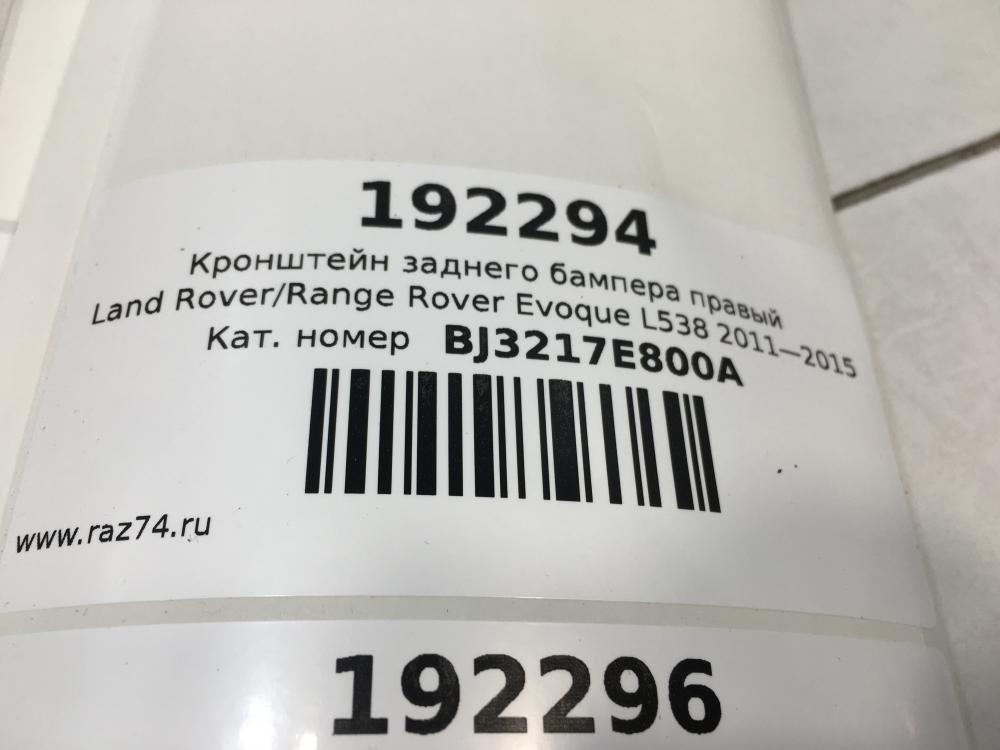 192294
Кронштейн заднего бампера правый
Land Rover/Range Rover Evoque L538 2011—2015
Кат. номер BJ3217E800A
www.raz74.ru
192296